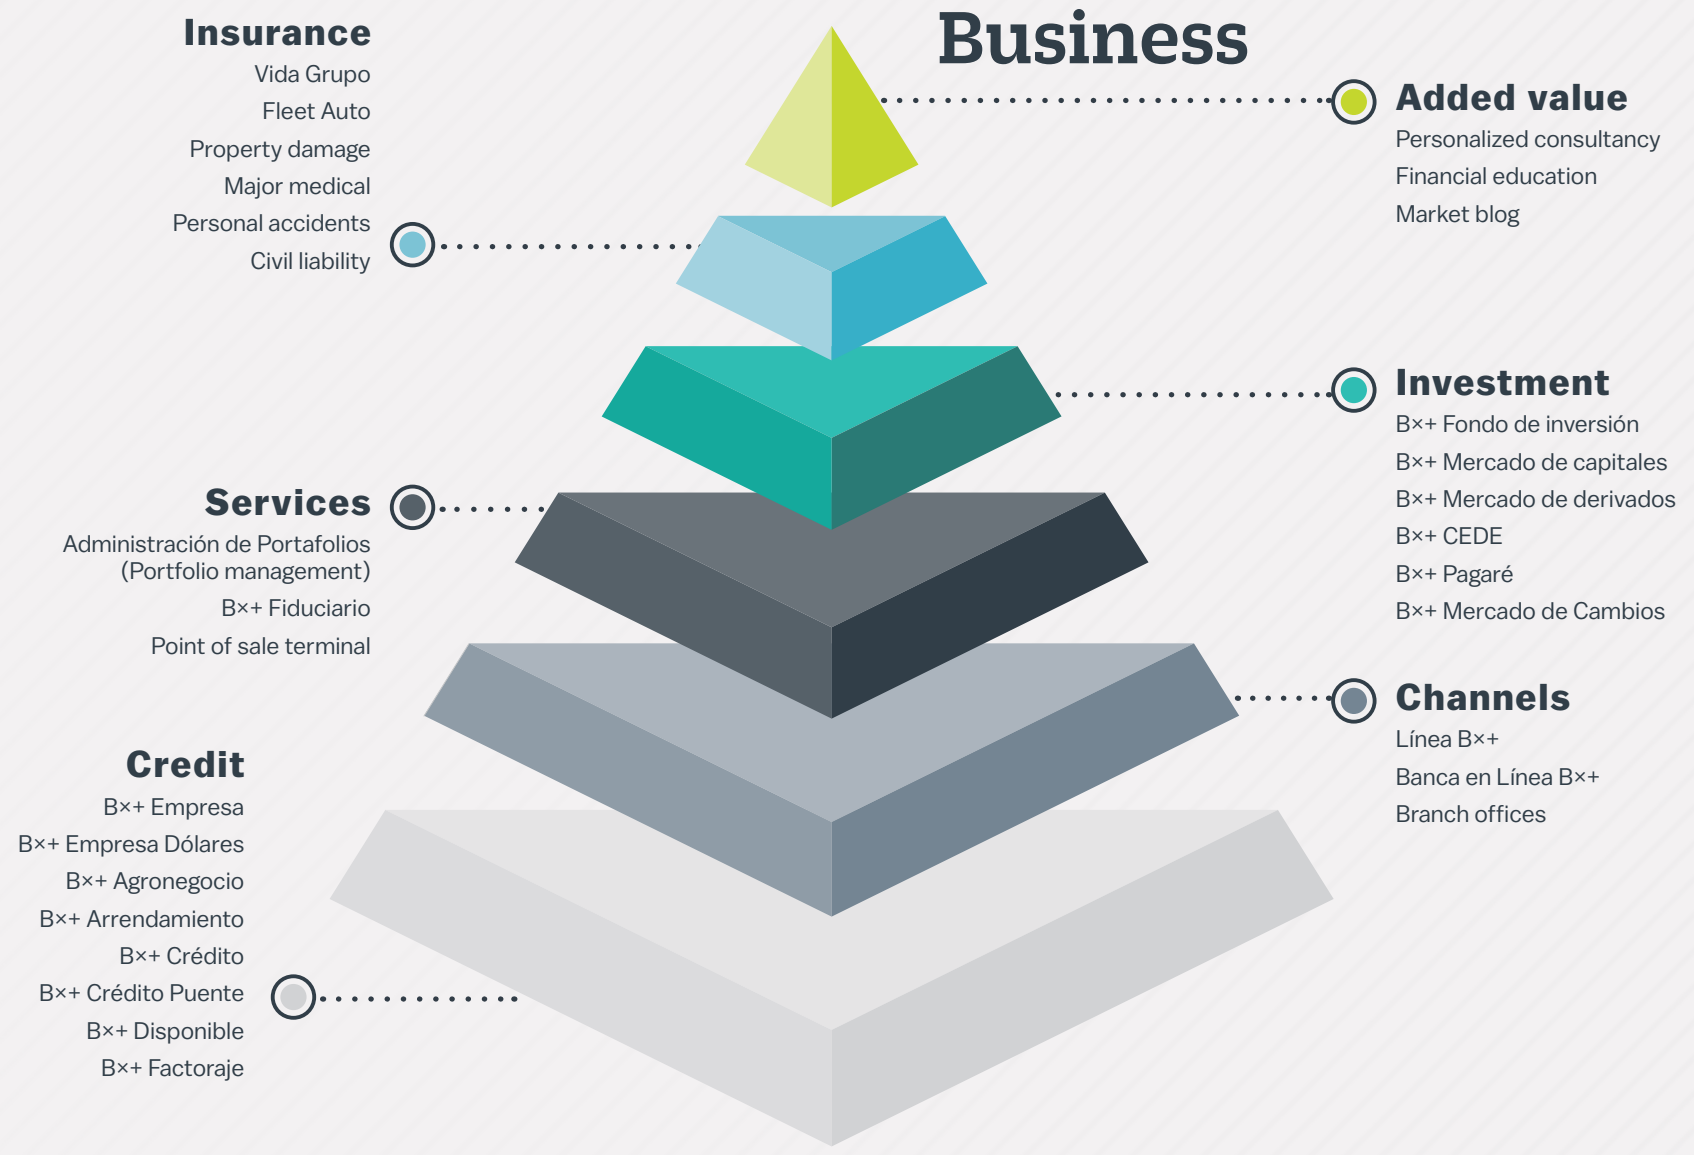 Business
Insurance
Vida Grupo
Fleet Auto
Property damage
Major medical
Personal accidents
Civil liability
Added value
Personalized consultancy
Financial education
Market blog
Investment
B×+ Fondo de inversión
B×+ Mercado de capitales
B×+ Mercado de derivados
B×+ CEDE
B×+ Pagaré
B×+ Mercado de Cambios
Services
Administración de Portafolios
(Portfolio management)
B×+ Fiduciario
Point of sale terminal
Channels
Línea B×+
Banca en Línea B×+
Branch offices
Credit
B×+ Empresa
B×+ Empresa Dólares
B×+ Agronegocio
B×+ Arrendamiento
B×+ Crédito
B×+ Crédito Puente
B×+ Disponible
B×+ Factoraje